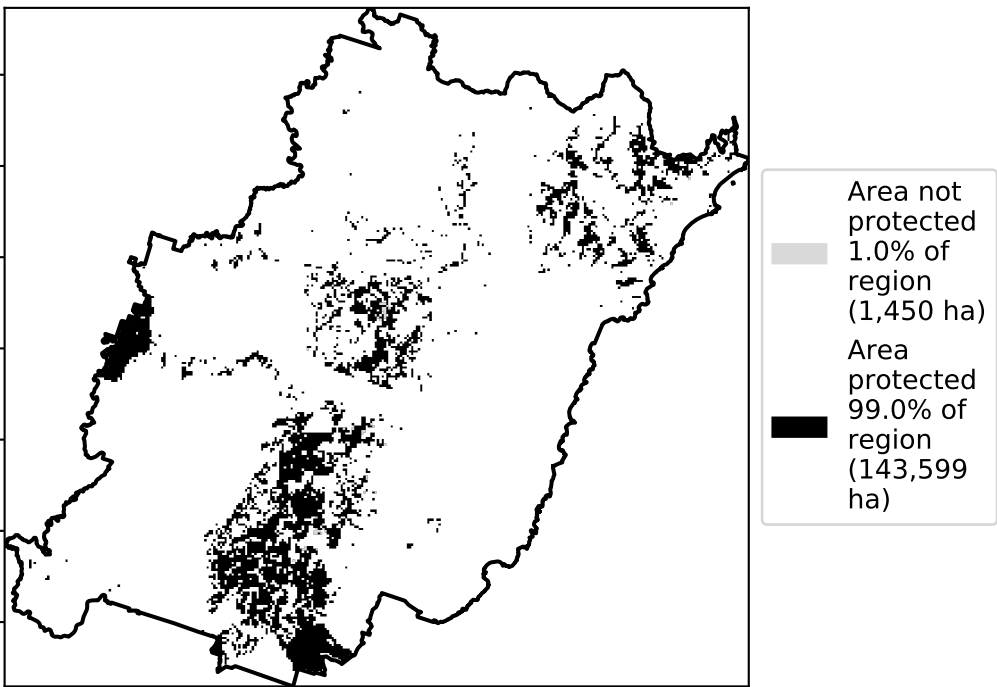 Area not
protected
1.0% of
region
(1,450 ha)
Area
protected
99.0% of
region
(143,599
ha)